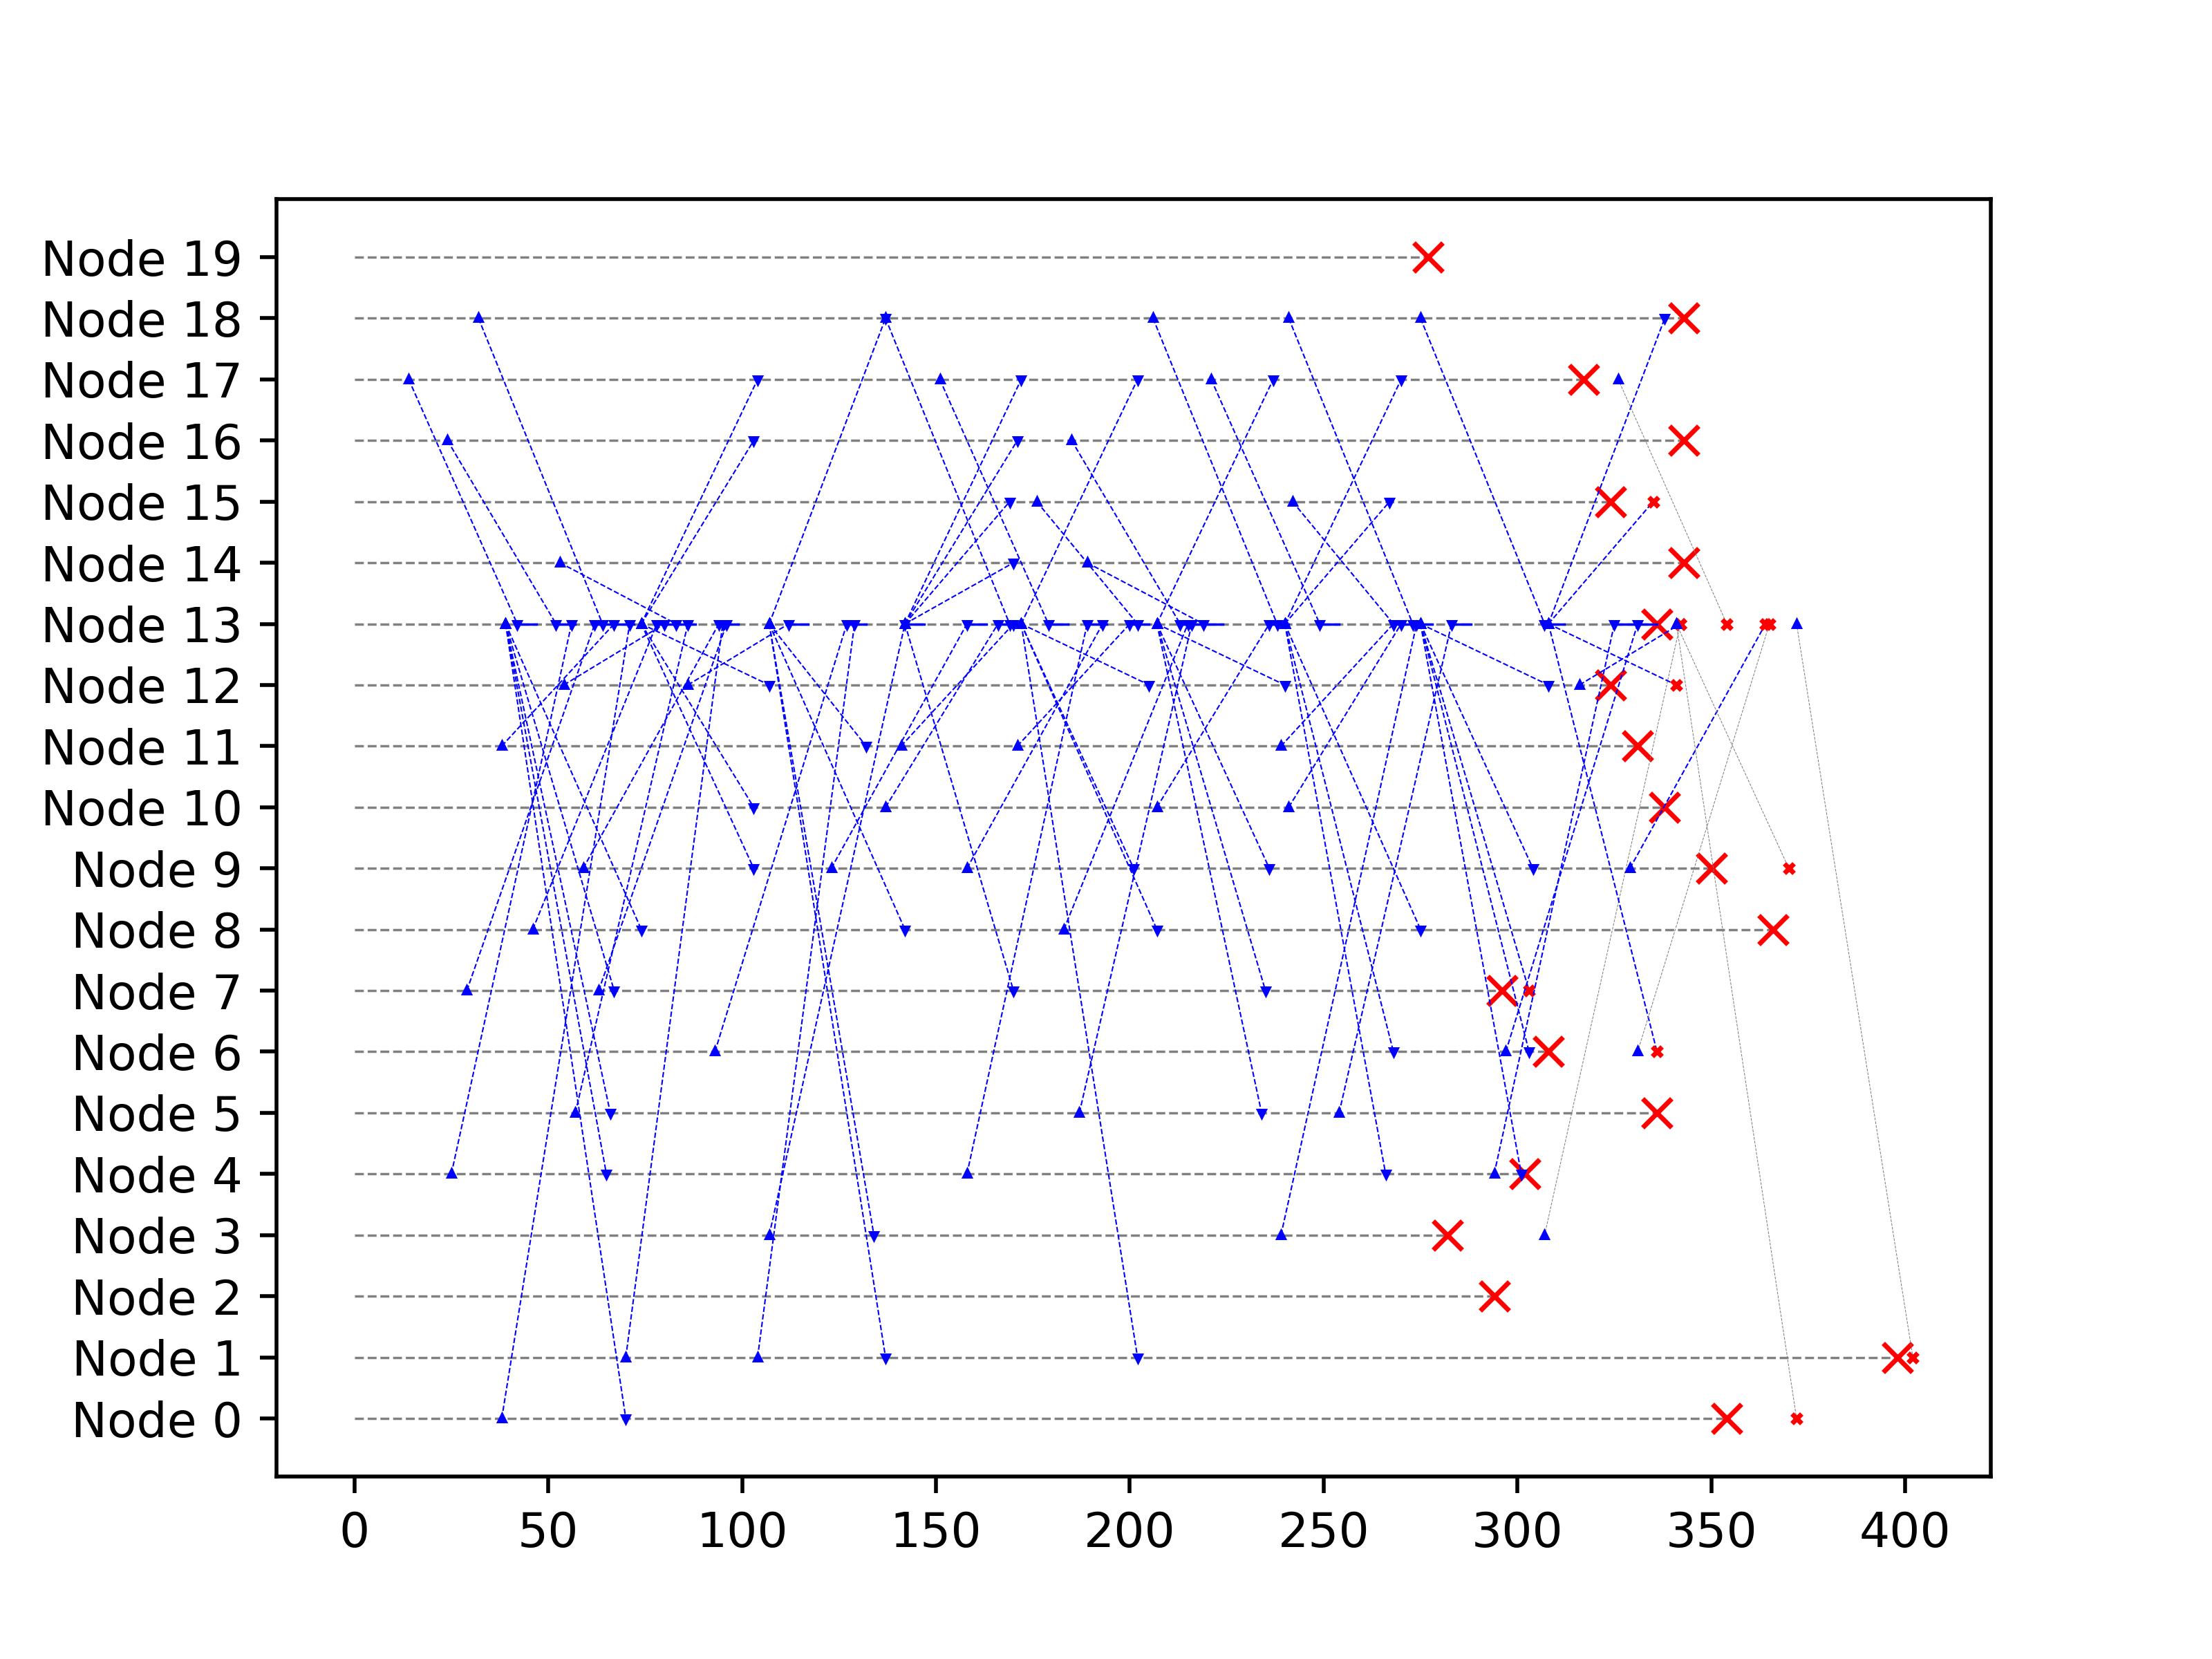 Node 19
Node 18
Node 17
Node 16
Node 15
Node 14
Node 13
Node 12
Node 11
Node 10
Node 9
Node 8
Node 7
Node 6
Node 5
Node 4
Node 3
Node 2
Node 1
Node 0
0 50 100 150 200 250 300 350 400